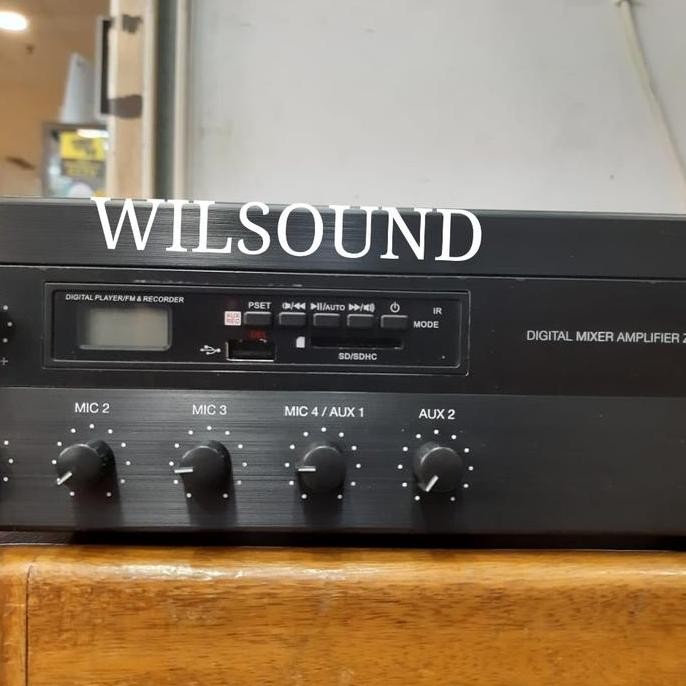 WILSOUND
DIGITAL PLAYER/FM & RECORDER
PSET
/AUTO
IR
AUX
REC
MODE
DEL
SD/SDHC
DIGITAL MIXER AMPLIFIER
MIC 2
MIC 3
MIC 4 / AUX 1
AUX 2